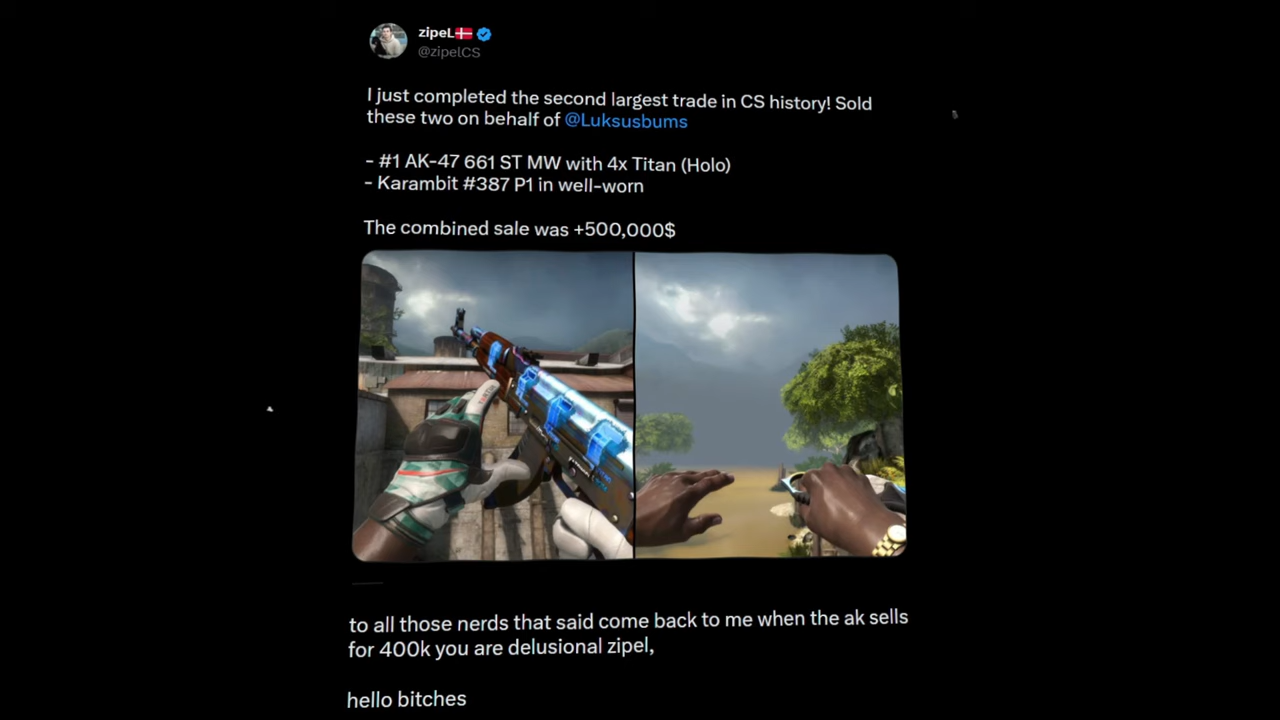 zipeL🇩🇰
@zipelCS
I just completed the second largest trade in CS history! Sold
these two on behalf of @Luksusbums
- #1 AK-47 661 ST MW with 4x Titan (Holo)
- Karambit #387 P1 in well-worn
The combined sale was +500,000$
to all those nerds that said come back to me when the ak sells
for 400k you are delusional zipel,
hello bitches